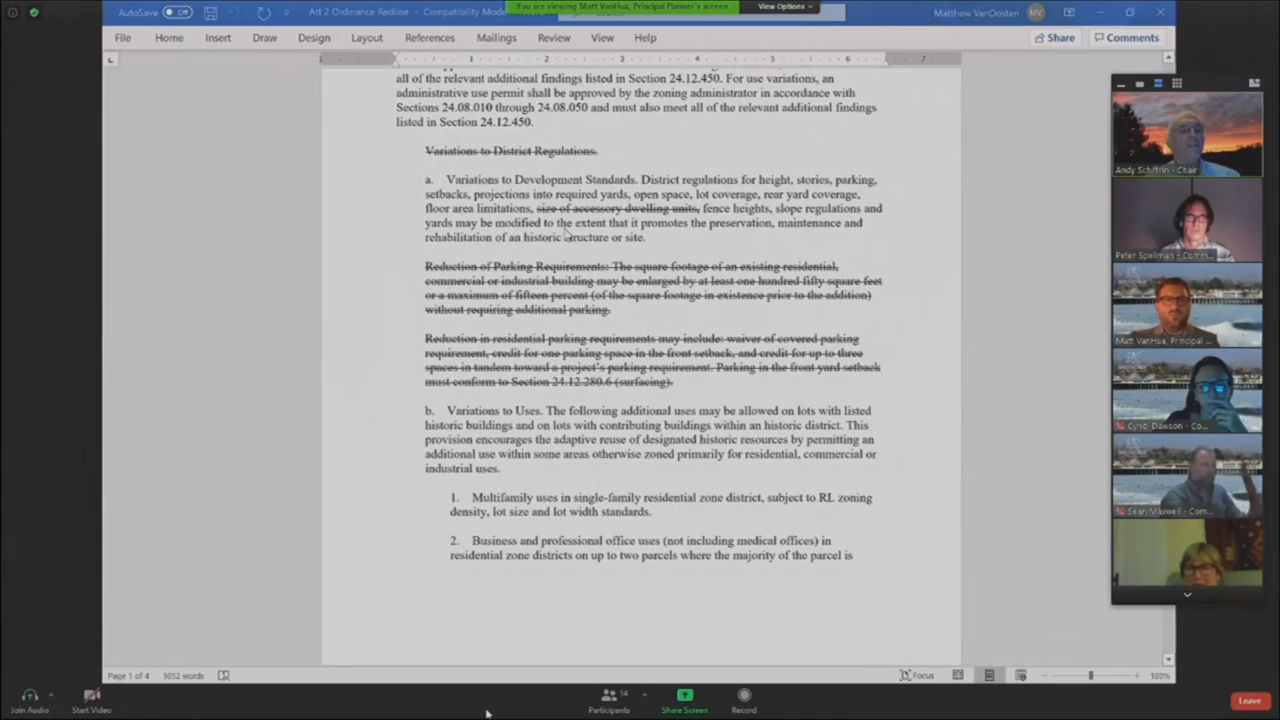 AutoSave Off
Att 2 Ordinance Redline - Compatibility Mode
You are viewing Matt VanHua, Principal Planner's screen
View Options
Matthew VanOosten MV
File Home Insert Draw Design Layout References Mailings Review View Help
Share Comments
1 1 2 3 4 5 6 7
all of the relevant additional findings listed in Section 24.12.450. For use variations, an
administrative use permit shall be approved by the zoning administrator in accordance with
Sections 24.08.010 through 24.08.050 and must also meet all of the relevant additional findings
listed in Section 24.12.450.
Variations to District Regulations.
a. Variations to Development Standards. District regulations for height, stories, parking,
setbacks, projections into required yards, open space, lot coverage, rear yard coverage,
floor area limitations, size of accessory dwelling units, fence heights, slope regulations and
yards may be modified to the extent that it promotes the preservation, maintenance and
rehabilitation of an historic structure or site.
Reduction of Parking Requirements: The square footage of an existing residential,
commercial or industrial building may be enlarged by at least one hundred fifty square feet
or a maximum of fifteen percent (of the square footage in existence prior to the addition)
without requiring additional parking.
Reduction in residential parking requirements may include: waiver of covered parking
requirement, credit for one parking space in the front setback, and credit for up to three
spaces in tandem toward a project's parking requirement. Parking in the front yard setback
must conform to Section 24.12.280.6 (surfacing).
b. Variations to Uses. The following additional uses may be allowed on lots with listed
historic buildings and on lots with contributing buildings within an historic district. This
provision encourages the adaptive reuse of designated historic resources by permitting an
additional use within some areas otherwise zoned primarily for residential, commercial or
industrial uses.
1. Multifamily uses in single-family residential zone district, subject to RL zoning
density, lot size and lot width standards.
2. Business and professional office uses (not including medical offices) in
residential zone districts on up to two parcels where the majority of the parcel is
Andy Schiffrin - Chair
Peter Spellman - Comm...
Matt VanHua, Principal ...
Cyndi Dawson - Co...
Sean Maxwell - Com...
Page 1 of 4 1052 words
Focus
100%
Join Audio Start Video
14
Participants Share Screen Record
Leave